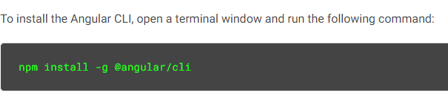 To install the Angular CLI, open a terminal window and run the following command:
npm install -g @angular/cli